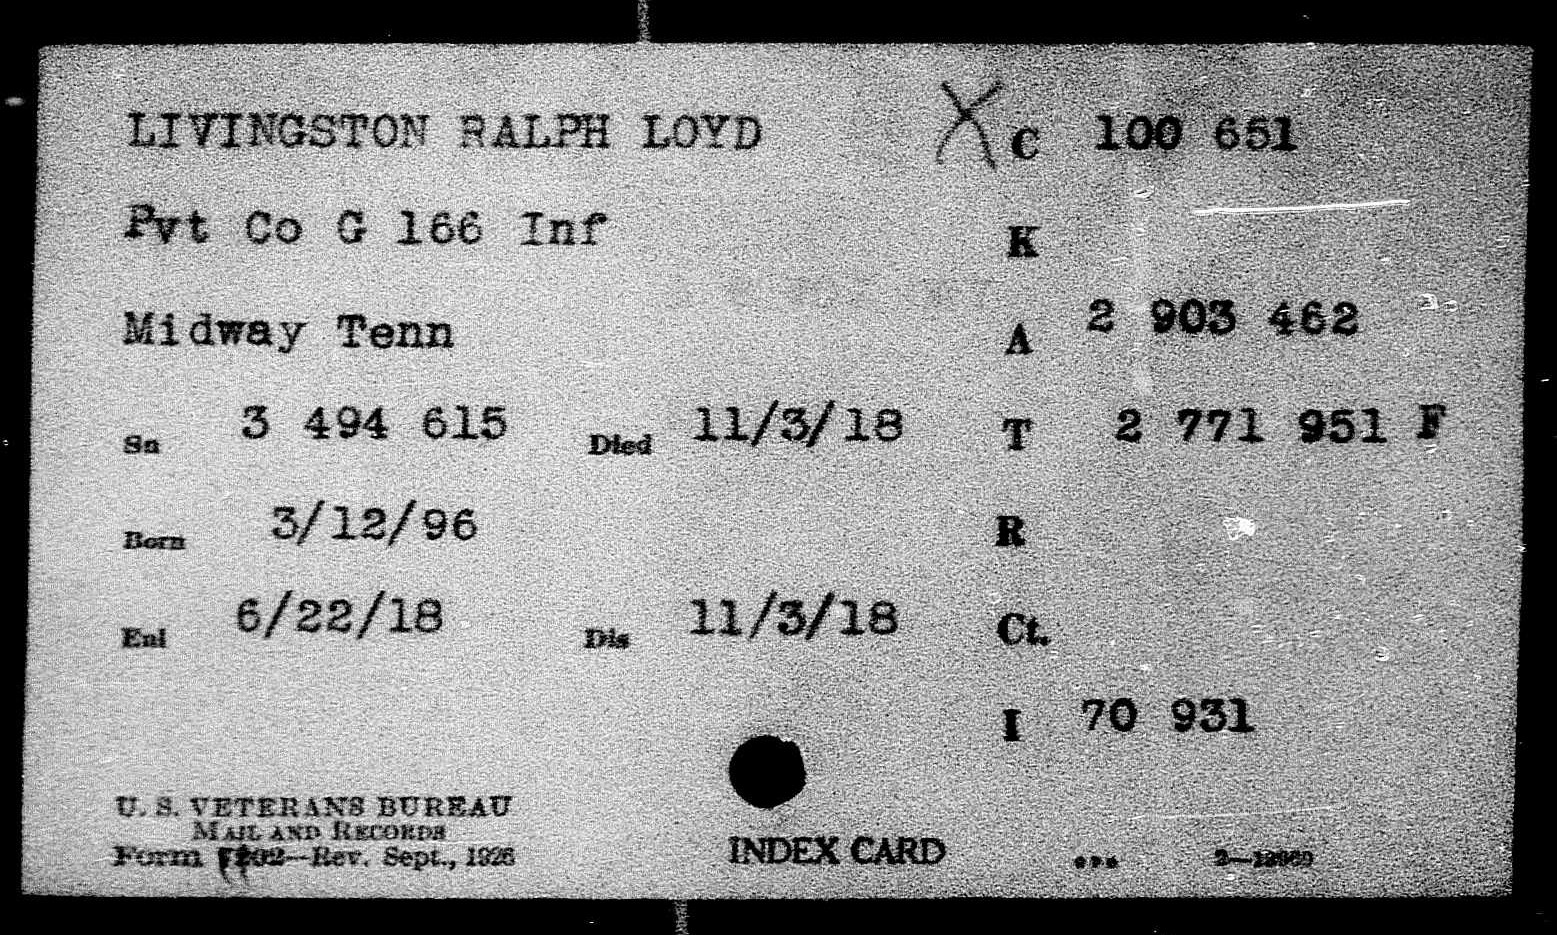 LIVINGSTON RALPH LOYD X C 100 651
Pvt Co G 166 Inf K
Midway Tenn A 2 903 462
Sn 3 494 615 Died 11/3/18 T 2 771 951 F
Born 3/12/96 R
Enl 6/22/18 Dis 11/3/18 Ct.
I 70 931
U. S. VETERANS BUREAU
MAIL AND RECORDS
Form Rev. Sept., 1926
INDEX CARD